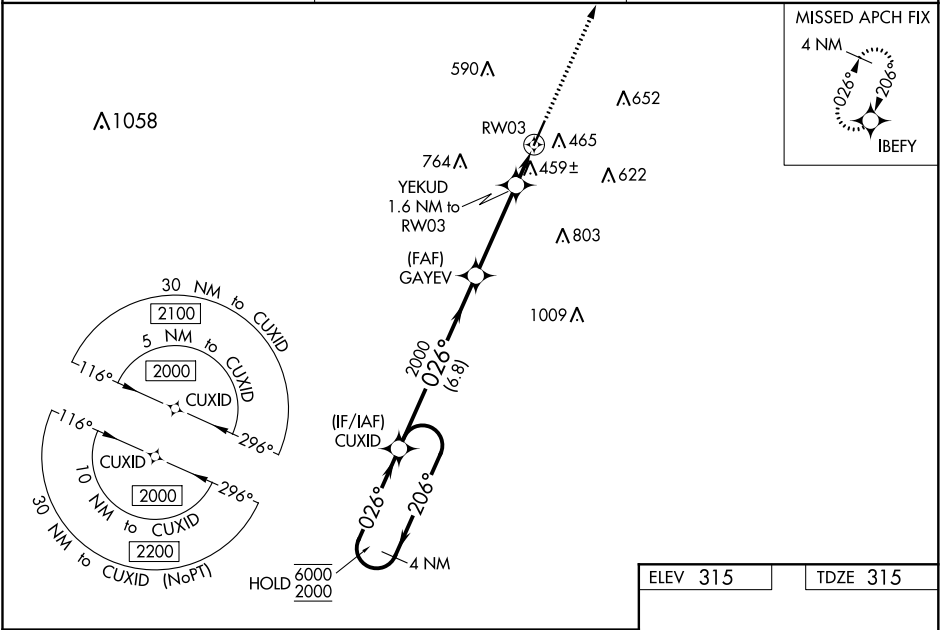 MISSED APCH FIX
4 NM
026°
206°
IBEFY
590
652
1058
RW03
465
764
459±
622
YEKUD
1.6 NM to
RW03
803
(FAF)
GAYEV
1009
30 NM to CUXID
2100
5 NM to CUXID
2000
116°
CUXID
296°
2000
026°
(6.8)
(IF/IAF)
CUXID
116°
CUXID
296°
2000
10 NM to CUXID
2200
30 NM to CUXID (NoPT)
026°
206°
4 NM
HOLD 6000
2000
ELEV 315
TDZE 315